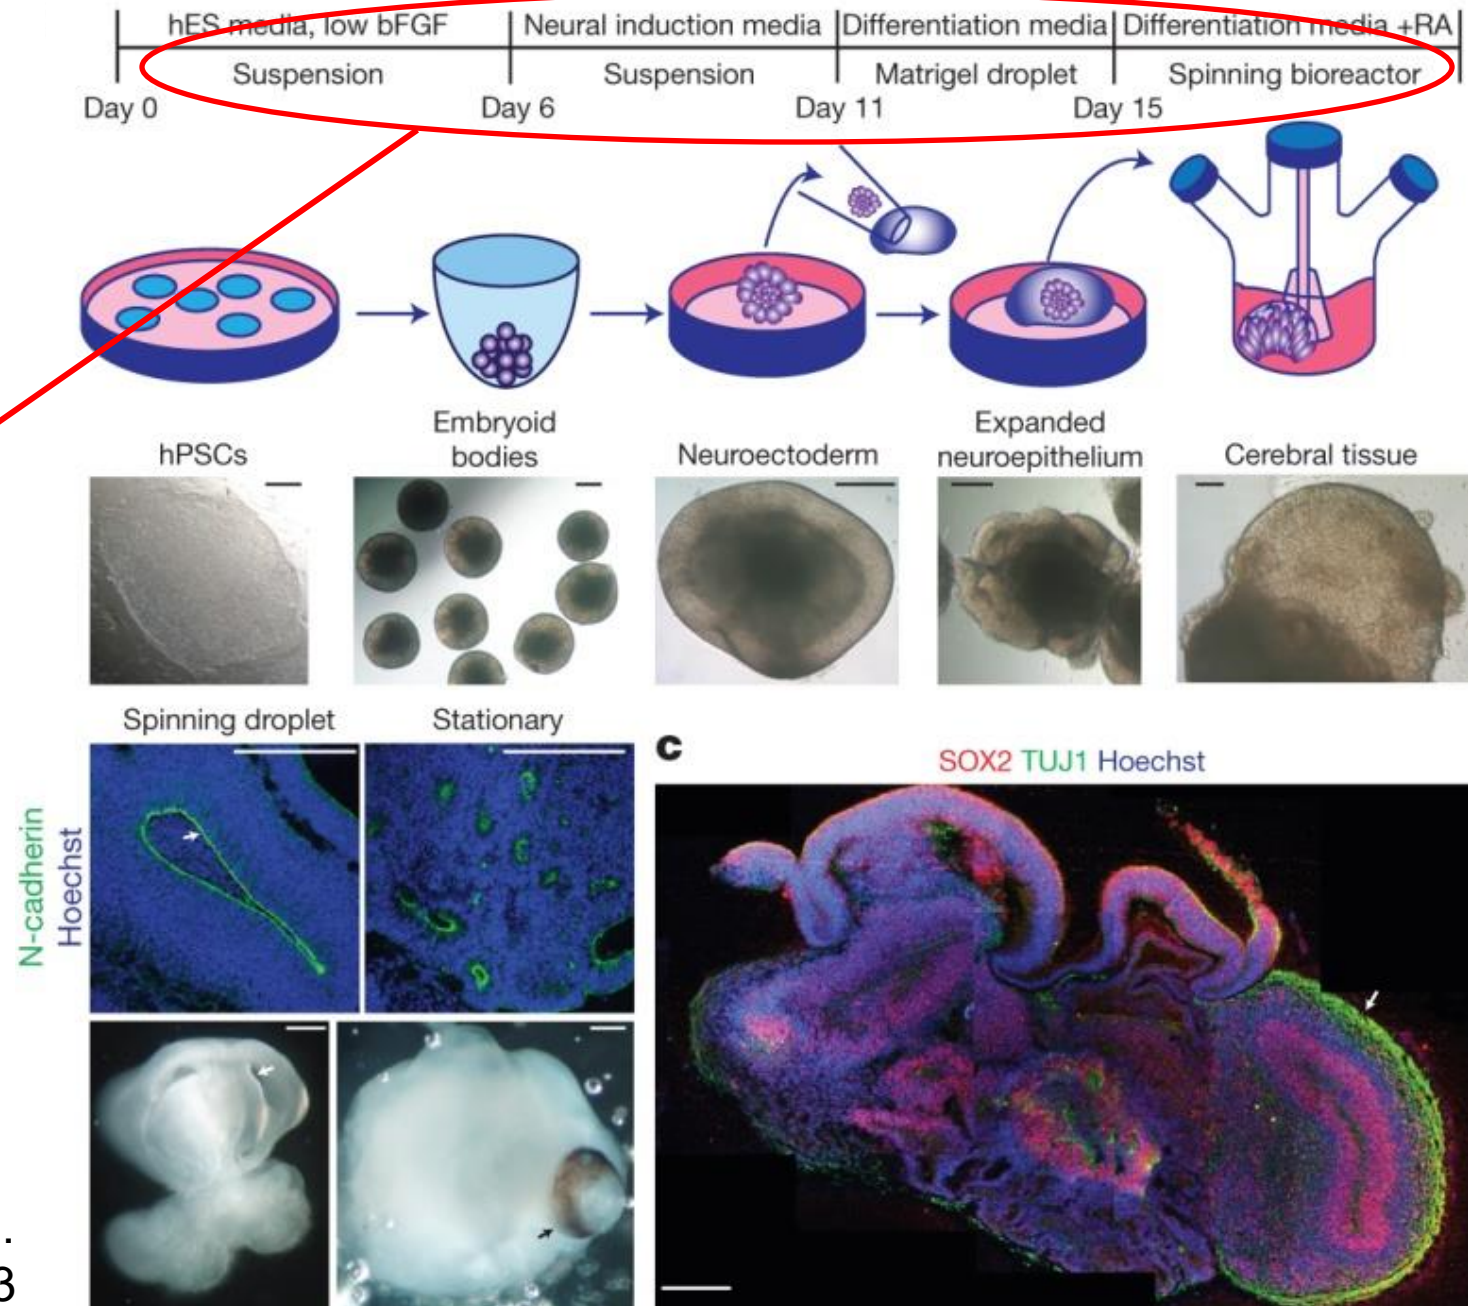 hES media, low bFGF
Neural induction media
Differentiation media
Differentiation media +RA
Suspension
Suspension
Matrigel droplet
Spinning bioreactor
Day 0
Day 6
Day 11
Day 15
hPSCs
Embryoid
bodies
Neuroectoderm
Expanded
neuroepithelium
Cerebral tissue
Spinning droplet
Stationary
N-cadherin
Hoechst
c
SOX2 TUJ1 Hoechst
.
3